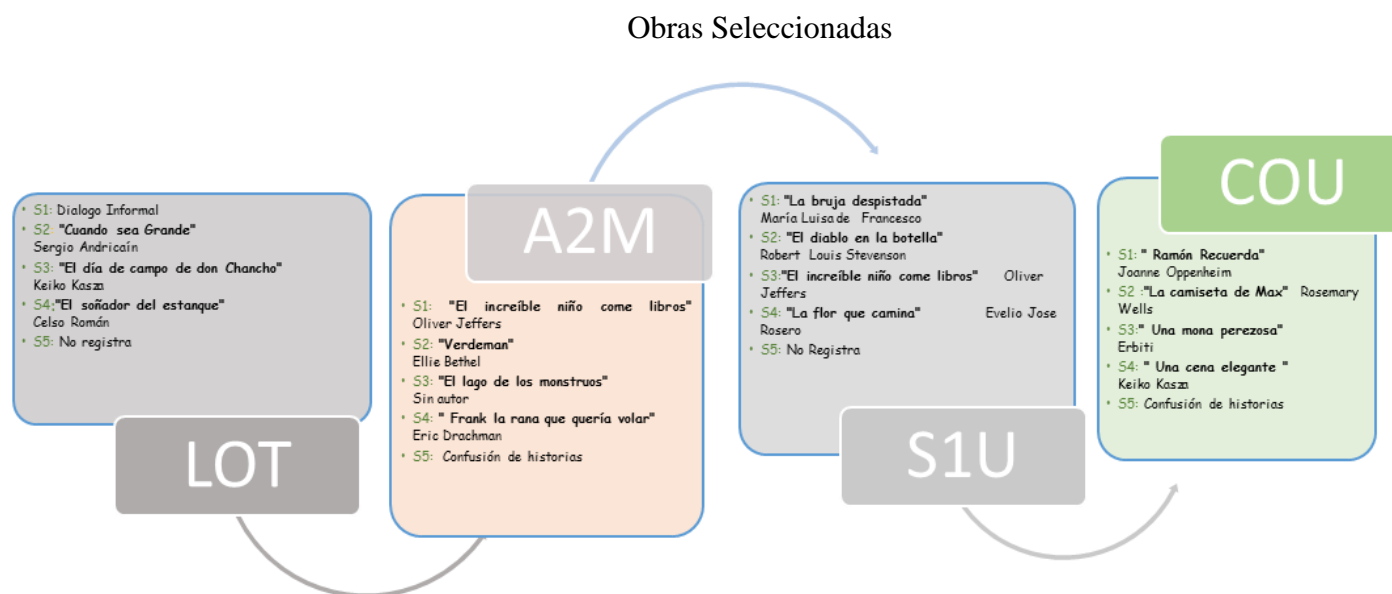 Obras Seleccionadas
• S1: Dialogo Informal
• S2: "Cuando sea Grande"
Sergio Andricaín
• S3: "El día de campo de don Chancho"
Keiko Kasza
• S4;"El soñador del estanque"
Celso Román
• S5: No registra
LOT
A2M
• S1: "El increíble niño come libros"
Oliver Jeffers
• S2: "Verdeman"
Ellie Bethel
• S3: "El lago de los monstruos"
Sin autor
• S4: " Frank la rana que quería volar"
Eric Drachman
• S5: Confusión de historias
• S1: "La bruja despistada"
María Luisa de Francesco
• S2: "El diablo en la botella"
Robert Louis Stevenson
• S3:"El increíble niño come libros" Oliver
Jeffers
• S4: "La flor que camina" Evelio Jose
Rosero
• S5: No Registra
S1U
COU
• S1: " Ramón Recuerda"
Joanne Oppenheim
• S2 :"La camiseta de Max" Rosemary
Wells
• S3:" Una mona perezosa"
Erbiti
• S4: " Una cena elegante "
Keiko Kasza
• S5: Confusión de historias